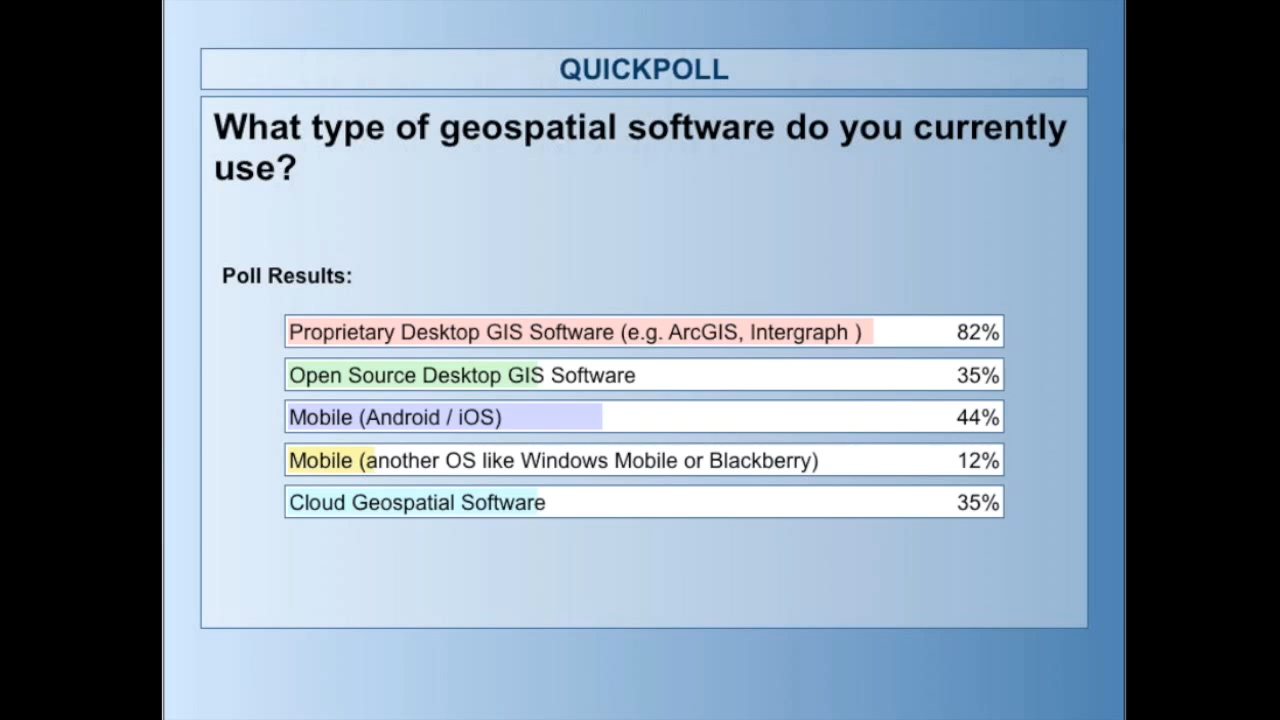 QUICKPOLL
What type of geospatial software do you currently
use?
Poll Results:
Proprietary Desktop GIS Software (e.g. ArcGIS, Intergraph ) 82%
Open Source Desktop GIS Software 35%
Mobile (Android / iOS) 44%
Mobile (another OS like Windows Mobile or Blackberry) 12%
Cloud Geospatial Software 35%